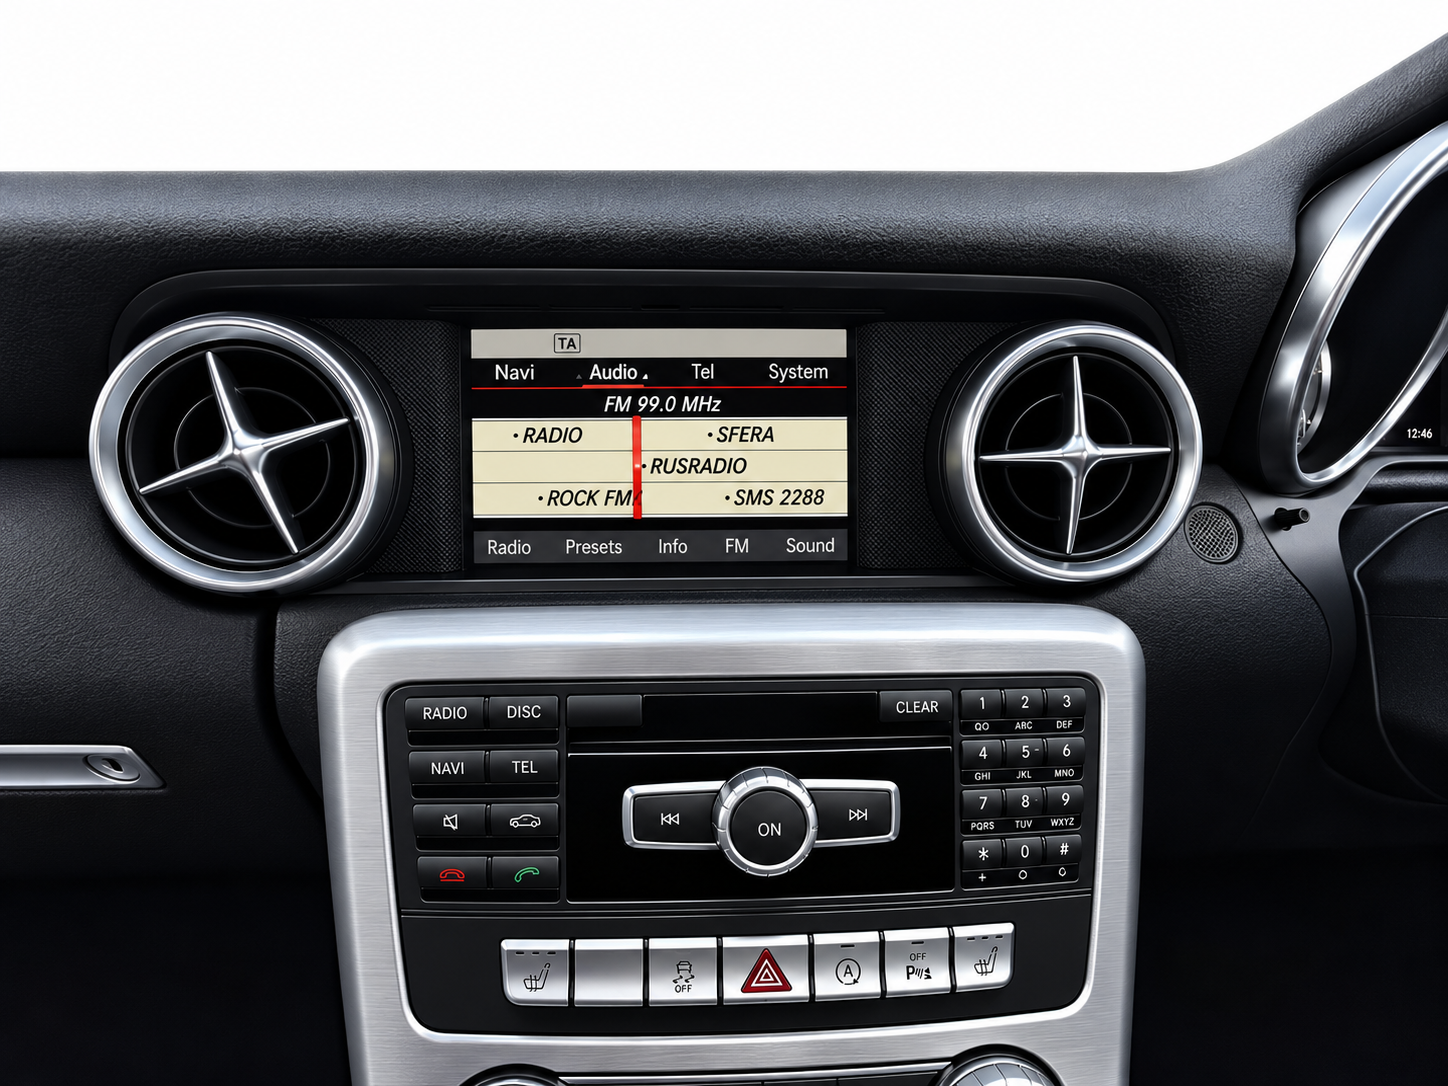 TA
Navi Audio Tel System
FM 99.0 MHz
•RADIO •SFERA
•RUSRADIO
•ROCK FM •SMS 2288
Radio Presets Info FM Sound
12:46
RADIO DISC
CLEAR
1 2 3
QO ARC DEF
NAVI TEL
4 5 6
GHI JKL MNO
ON
7 8 9
PQRS TUV WXYZ
* 0 #
+
OFF
A
OFF
P